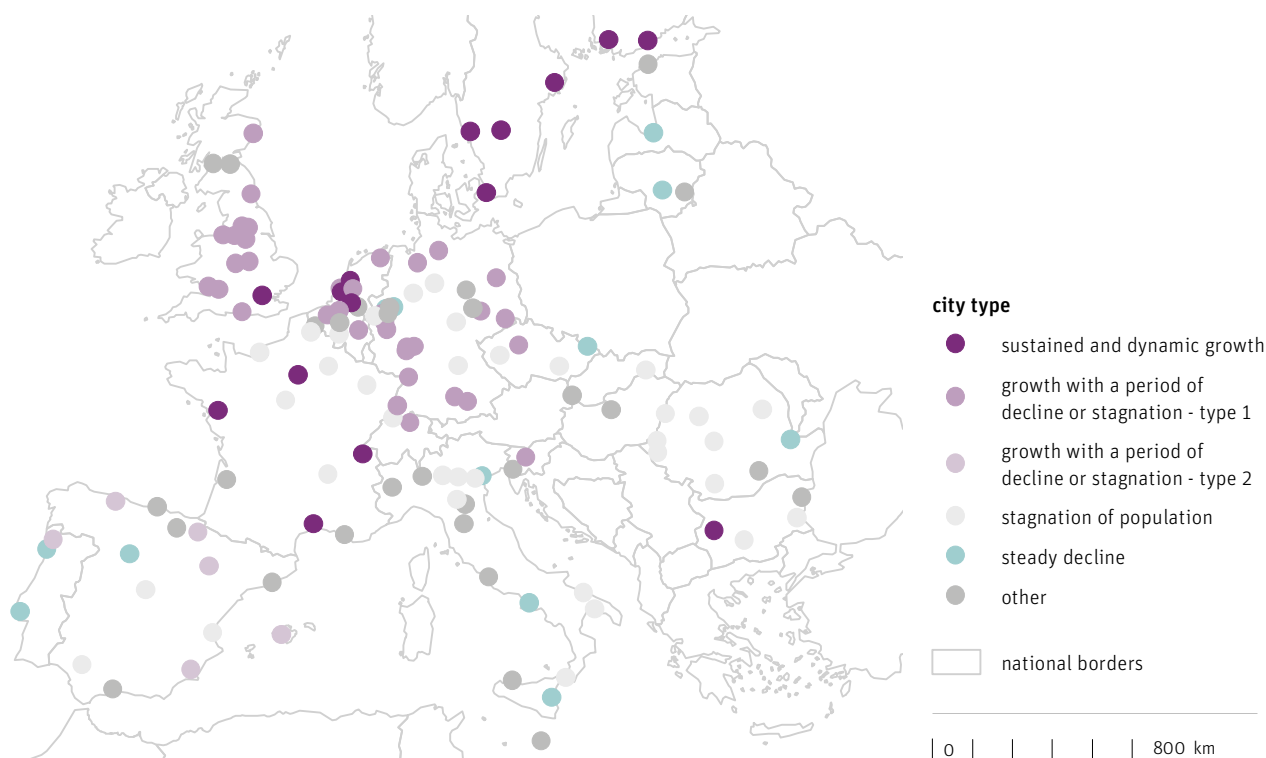 city type
sustained and dynamic growth
growth with a period of
decline or stagnation - type 1
growth with a period of
decline or stagnation - type 2
stagnation of population
steady decline
other
national borders
0 800 km